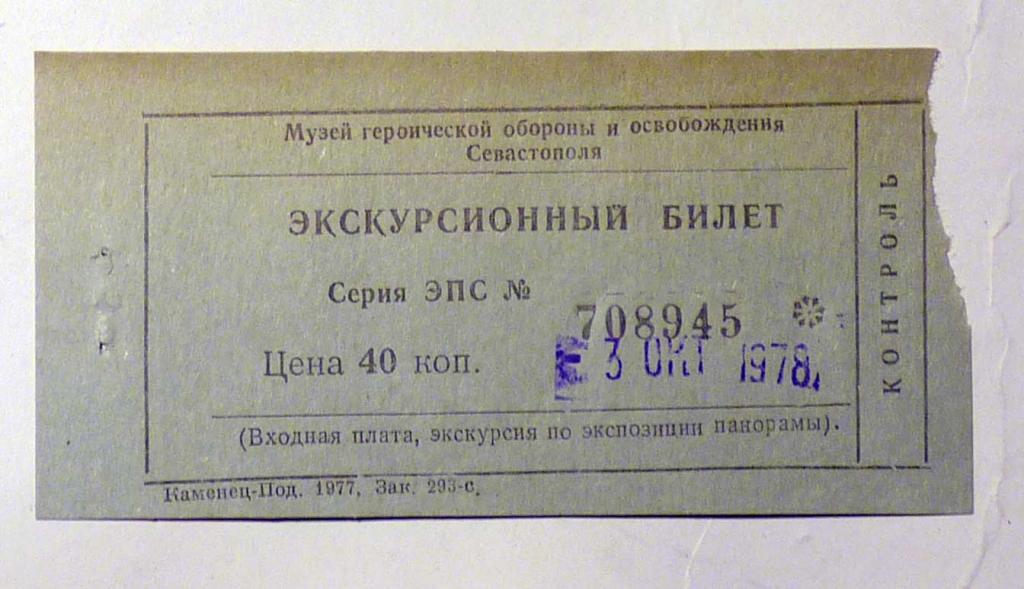 Музей героической обороны и освобождения
Севастополя
ЭКСКУРСИОННЫЙ БИЛЕТ
Серия ЭПС №
708945
Цена 40 коп.
3 ОКТ 1978
(Входная плата, экскурсия по экспозиции панорамы).
Каменец-Под. 1977, Зак. 293-с.
КОНТРОЛЬ